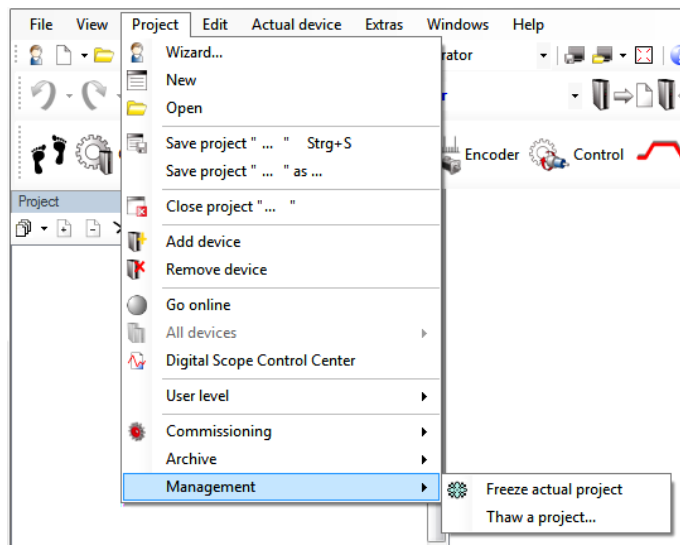 File View Project Edit Actual device Extras Windows Help
Wizard...
rator
New
Open
r
Save project " ... " Strg+S
Encoder Control
Save project " ... " as ...
Project
Close project "... "
Add device
Remove device
Go online
All devices
Digital Scope Control Center
User level
Commissioning
Archive
Management
Freeze actual project
Thaw a project...